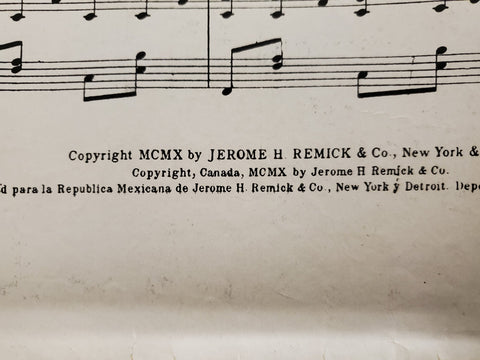 Copyright MCMX by JEROME H. REMICK & Co., New York &
Copyright, Canada, MCMX by Jerome H Remick & Co.
para la Republica Mexicana de Jerome H. Remick & Co., New York ÿ Detroit. Depo